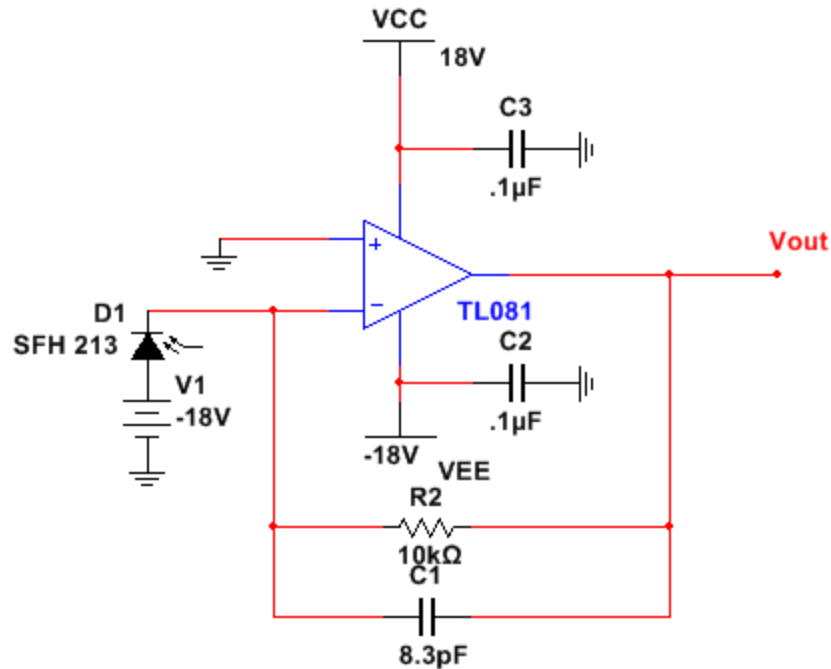 VCC
18V
C3
.1µF
+
Vout
−
TL081
D1
SFH 213
C2
V1
-18V
.1µF
-18V
VEE
R2
10kΩ
C1
8.3pF